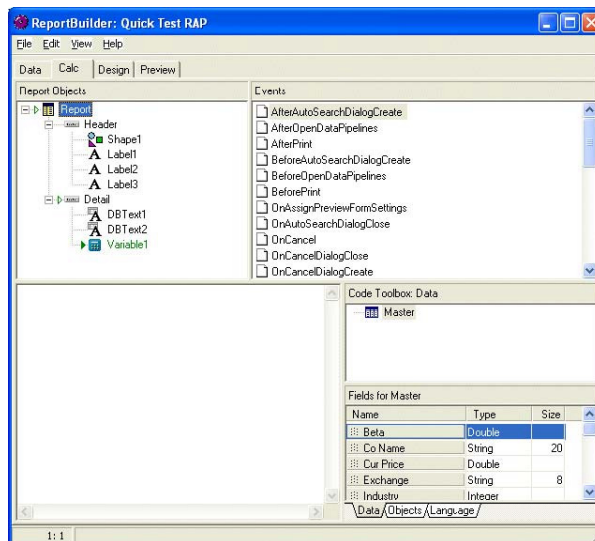 ReportBuilder: Quick Test RAP
File Edit View Help
Data Calc Design Preview
Report Objects
Report
Header
Shape1
Label1
Label2
Label3
Detail
DBText1
DBText2
Variable1
Events
AfterAutoSearchDialogCreate
AfterOpenDataPipelines
AfterPrint
BeforeAutoSearchDialogCreate
BeforeOpenDataPipelines
BeforePrint
OnAssignPreviewFormSettings
OnAutoSearchDialogClose
OnCancel
OnCancelDialogClose
OnCancelDialogCreate
Code Toolbox: Data
Master
Fields for Master
Name Type Size
Beta Double
Co Name String 20
Cur Price Double
Exchange String 8
Industry Integer
Data Objects Language
1: 1